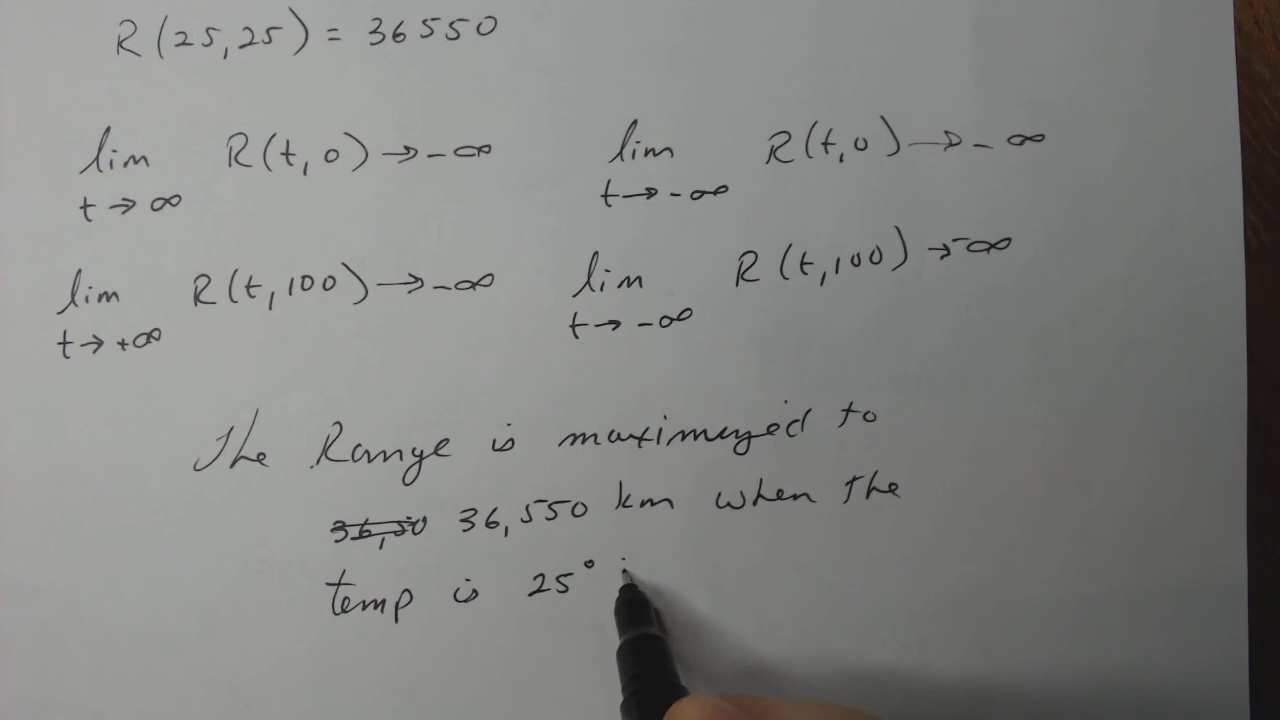 R(25,25) = 36550
lim R(t,0) → -∞
t → ∞
lim R(t,0) → -∞
t → -∞
lim R(t,100) → -∞
t → +∞
lim R(t,100) → -∞
t → -∞
The Range is maximized to
36,50 36,550 km when the
temp is 25°